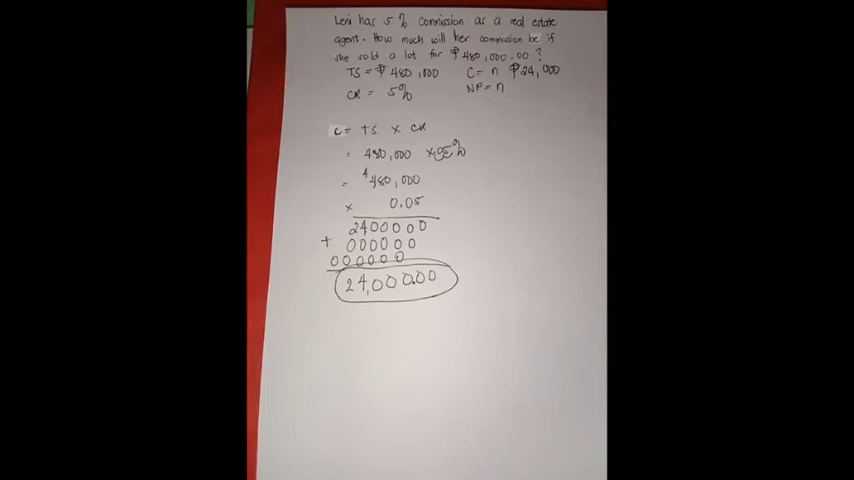 Leni has 5% commission as a real estate
agent. How much will her commission be if
she sold a lot for ₱480,000.00?
TS = ₱480,000 C = n ₱24,000
CR = 5% NP = n
C = TS x CR
= 480,000 x 05%
= 4 480,000
x 0.05
2400000
+ 000000
000000
24,000.00